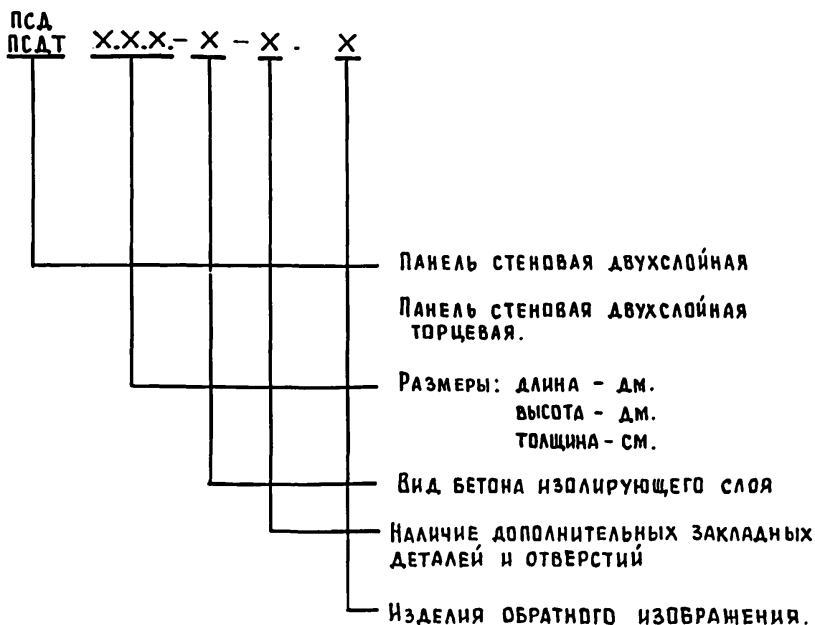 ПСД
ПСДТ Х.Х.Х.- Х - Х . Х
Панель стеновая двухслойная
Панель стеновая двухслойная
торцевая.
Размеры: длина - дм.
высота - дм.
толщина - см.
Вид бетона изолирующего слоя
Наличие дополнительных закладных
деталей и отверстий
Изделия обратного изображения.